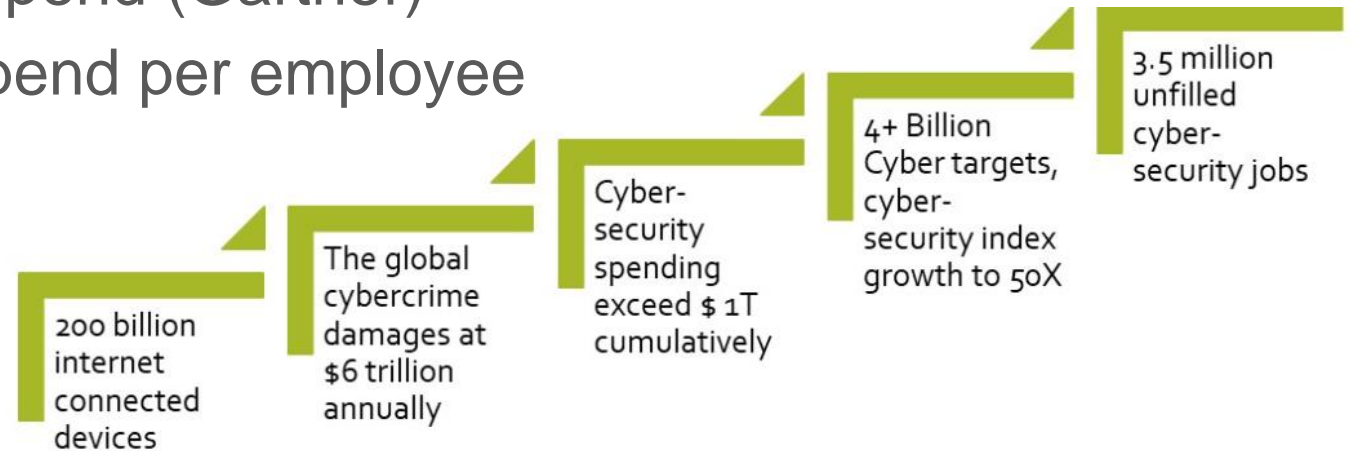 (Gartner)
pend per employee
200 billion
internet
connected
devices
The global
cybercrime
damages at
$6 trillion
annually
Cyber-
security
spending
exceed $ 1T
cumulatively
4+ Billion
Cyber targets,
cyber-
security index
growth to 50X
3.5 million
unfilled
cyber-
security jobs